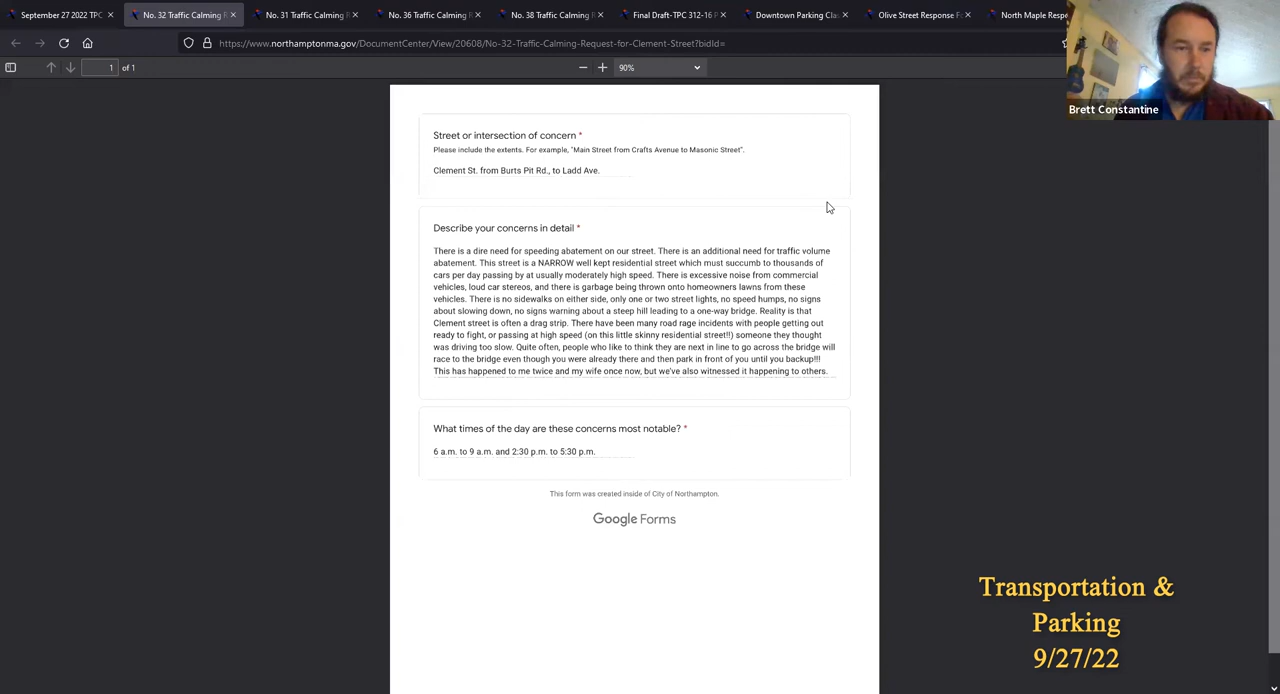 September 27 2022 TPC
No. 32 Traffic Calming R
No. 31 Traffic Calming R
No. 36 Traffic Calming R
No. 38 Traffic Calming R
Final Draft-TPC 312-16 P
Downtown Parking Cla
Olive Street Response Fo
North Maple Resp
https://www.northamptonma.gov/DocumentCenter/View/20608/No-32-Traffic-Calming-Request-for-Clement-Street?bidId=
1 of 1
90%
Brett Constantine
Street or intersection of concern *
Please include the extents. For example, "Main Street from Crafts Avenue to Masonic Street".
Clement St. from Burts Pit Rd., to Ladd Ave.
Describe your concerns in detail *
There is a dire need for speeding abatement on our street. There is an additional need for traffic volume
abatement. This street is a NARROW well kept residential street which must succumb to thousands of
cars per day passing by at usually moderately high speed. There is excessive noise from commercial
vehicles, loud car stereos, and there is garbage being thrown onto homeowners lawns from these
vehicles. There is no sidewalks on either side, only one or two street lights, no speed humps, no signs
about slowing down, no signs warning about a steep hill leading to a one-way bridge. Reality is that
Clement street is often a drag strip. There have been many road rage incidents with people getting out
ready to fight, or passing at high speed (on this little skinny residential street!!) someone they thought
was driving too slow. Quite often, people who like to think they are next in line to go across the bridge will
race to the bridge even though you were already there and then park in front of you until you backup!!!
This has happened to me twice and my wife once now, but we've also witnessed it happening to others.
What times of the day are these concerns most notable? *
6 a.m. to 9 a.m. and 2:30 p.m. to 5:30 p.m.
This form was created inside of City of Northampton.
Google Forms
Transportation &
Parking
9/27/22